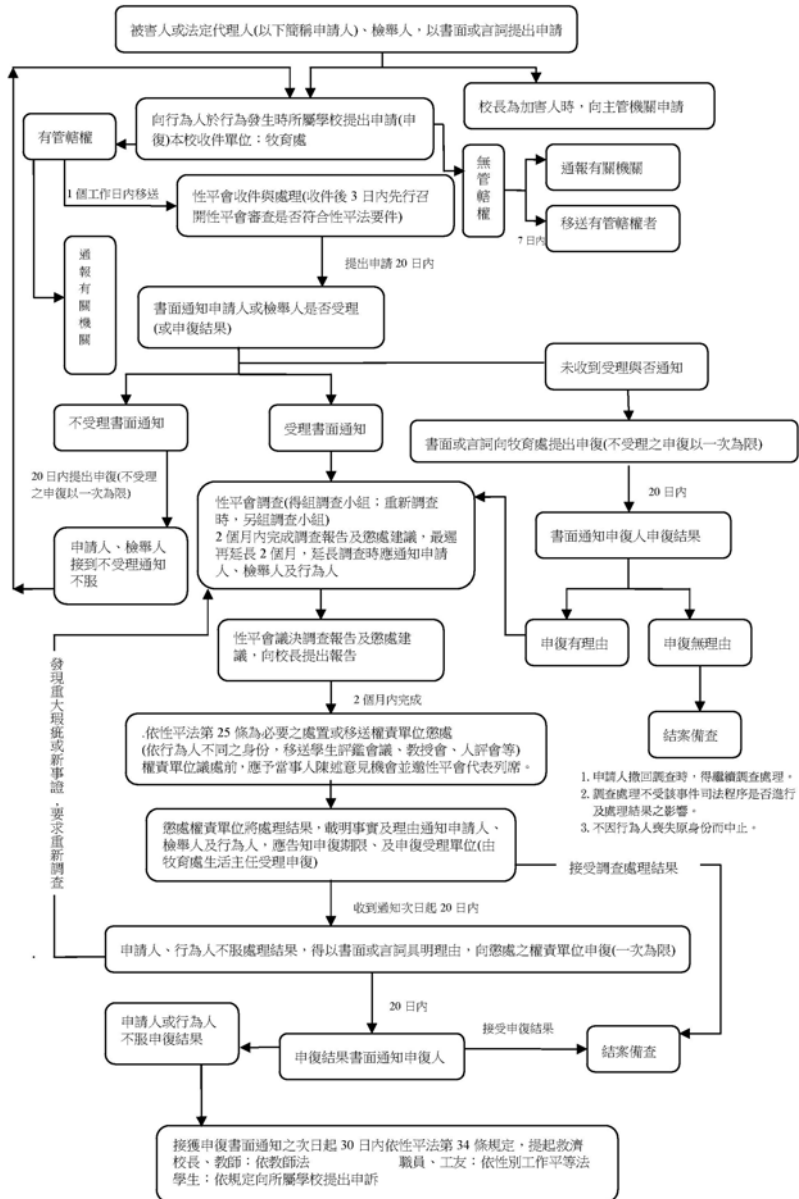 被害人或法定代理人(以下簡稱申請人)、檢舉人，以書面或言詞提出申請
向行為人於行為發生時所屬學校提出申請(申
復)本校收件單位：牧育處
校長為加害人時，向主管機關申請
有管轄權
無管轄權
通報有關機關
移送有管轄權者
7日內
1 個工作日內移送
性平會收件與處理(收件後 3 日內先行召
開性平會審查是否符合性平法要件)
通報有關機關
提出申請 20 日內
書面通知申請人或檢舉人是否受理
(或申復結果)
未收到受理與否通知
不受理書面通知
受理書面通知
書面或言詞向牧育處提出申復(不受理之申復以一次為限)
20 日內提出申復(不受理
之申復以一次為限)
20 日內
性平會調查(得組調查小組；重新調查
時，另組調查小組)
2 個月內完成調查報告及懲處建議，最遲
再延長 2 個月，延長調查時應通知申請
人、檢舉人及行為人
書面通知申復人申復結果
申請人、檢舉人
接到不受理通知
不服
申復有理由
申復無理由
性平會議決調查報告及懲處建
議，向校長提出報告
結案備查
2 個月內完成
發現重大瑕疵或新事證，要求重新調查
.依性平法第 25 條為必要之處置或移送權責單位懲處
(依行為人不同之身份，移送學生評鑑會議、教授會、人評會等)
權責單位議處前，應予當事人陳述意見機會並邀性平會代表列席。
1. 申請人撤回調查時，得繼續調查處理。
2. 調查處理不受該事件司法程序是否進行
及處理結果之影響。
3. 不因行為人喪失原身份而中止。
懲處權責單位將處理結果，載明事實及理由通知申請人、
檢舉人及行為人，應告知申復期限、及申復受理單位(由
牧育處生活主任受理申復)
接受調查處理結果
收到通知次日起 20 日內
申請人、行為人不服處理結果，得以書面或言詞具明理由，向懲處之權責單位申復(一次為限)
20 日內
申請人或行為人
不服申復結果
申復結果書面通知申復人
接受申復結果
結案備查
接獲申復書面通知之次日起 30 日內依性平法第 34 條規定，提起救濟
校長、教師：依教師法 職員、工友：依性別工作平等法
學生：依規定向所屬學校提出申訴